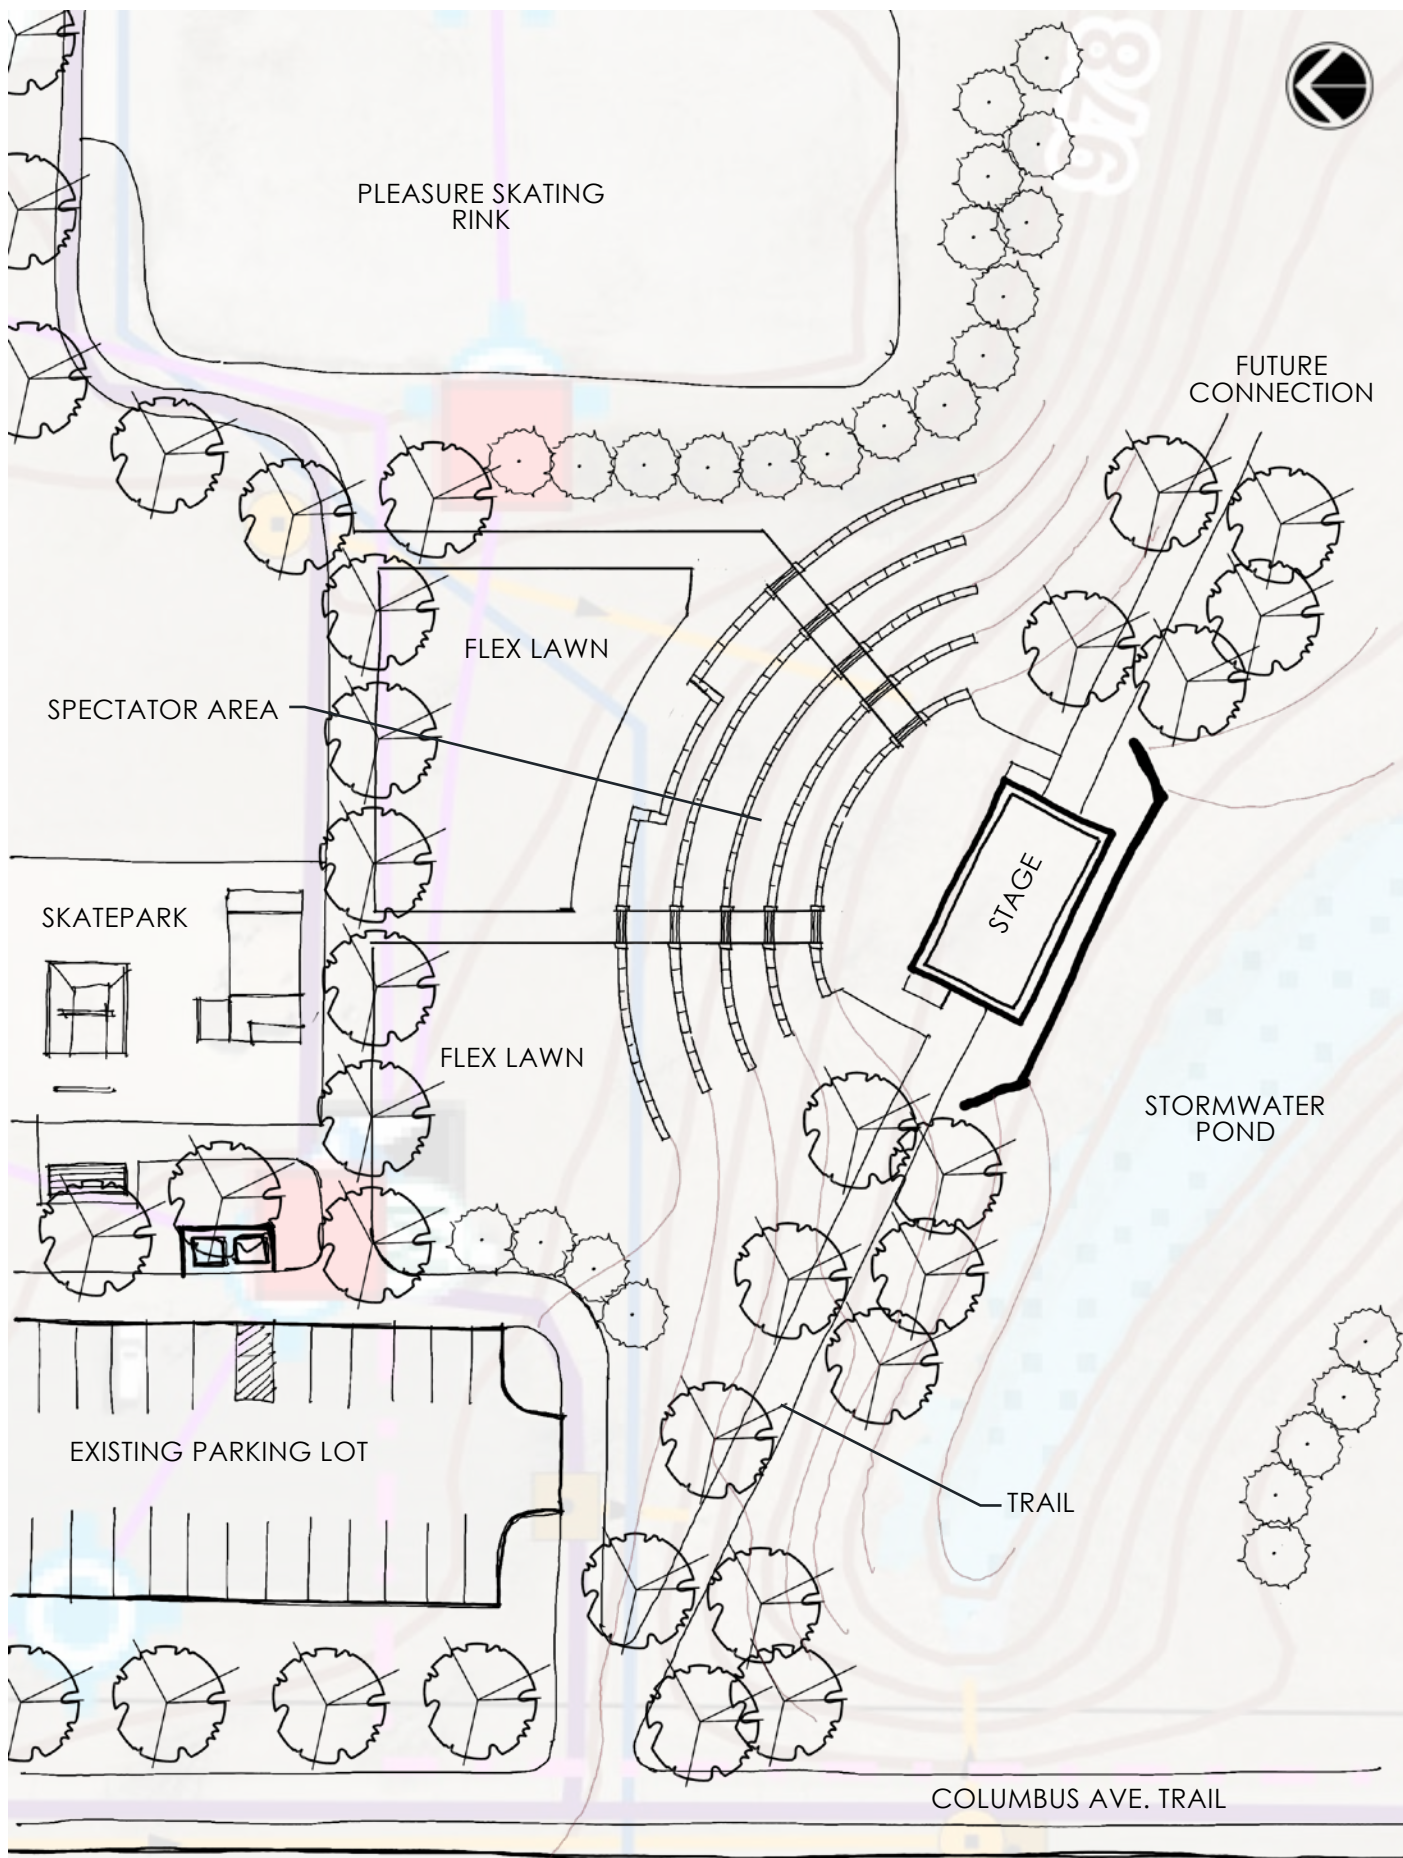 978
PLEASURE SKATING
RINK
FUTURE
CONNECTION
FLEX LAWN
SPECTATOR AREA
STAGE
SKATEPARK
FLEX LAWN
STORMWATER
POND
EXISTING PARKING LOT
TRAIL
COLUMBUS AVE. TRAIL